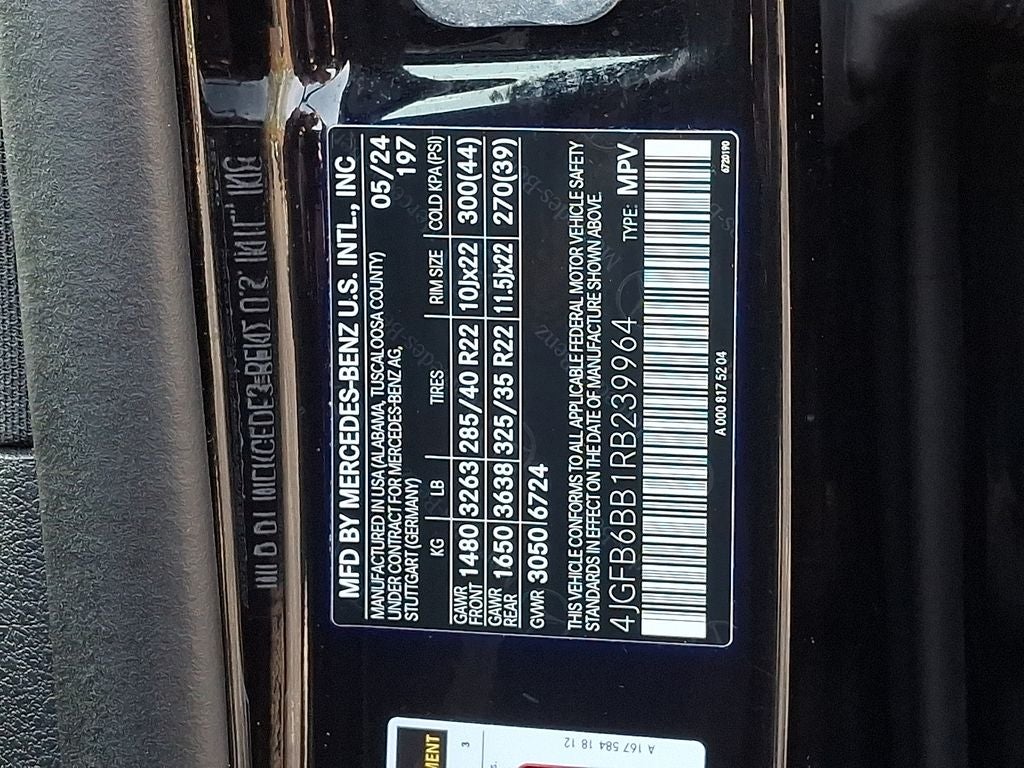 MFD BY MERCEDES-BENZ U.S. INTL., INC
MANUFACTURED IN USA (ALABAMA, TUSCALOOSA COUNTY) 05/24
UNDER CONTRACT FOR MERCEDES-BENZ AG, 197
STUTTGART (GERMANY)
KG LB TIRES RIM SIZE COLD KPA (PSI)
GAWR FRONT 1480 3263 285/40 R22 10Jx22 300(44)
GAWR REAR 1650 3638 325/35 R22 11.5Jx22 270(39)
GVWR 3050 6724
THIS VEHICLE CONFORMS TO ALL APPLICABLE FEDERAL MOTOR VEHICLE SAFETY
STANDARDS IN EFFECT ON THE DATE OF MANUFACTURE SHOWN ABOVE.
4JGFB6BB1RB239964 TYPE: MPV
A 000 817 52 04 6720190
MENT
3
A 167 584 18 12